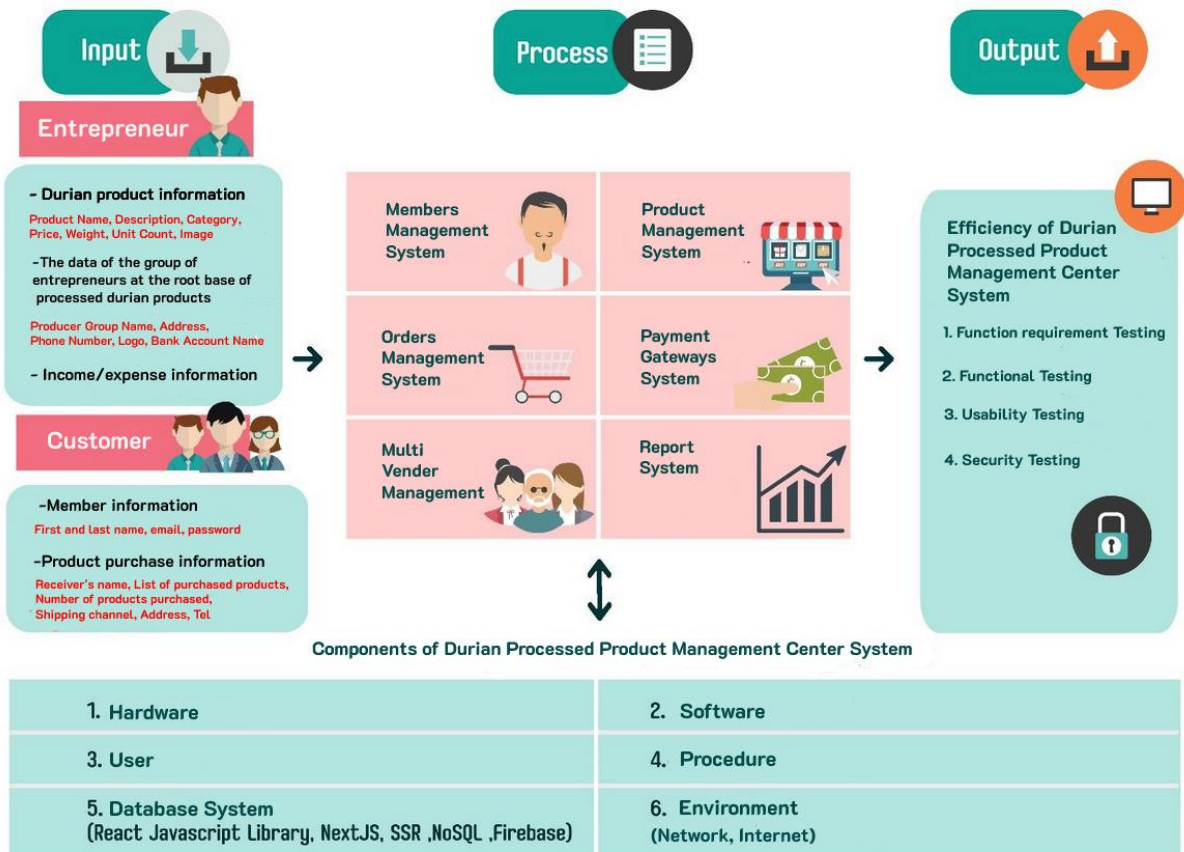 Input
Process
Output
Entrepreneur
- Durian product information
Product Name, Description, Category,
Price, Weight, Unit Count, Image
-The data of the group of
entrepreneurs at the root base of
processed durian products
Producer Group Name, Address,
Phone Number, Logo, Bank Account Name
- Income/expense information
Customer
-Member information
First and last name, email, password
-Product purchase information
Receiver's name, List of purchased products,
Number of products purchased,
Shipping channel, Address, Tel
Members
Management
System
Product
Management
System
Orders
Management
System
Payment
Gateways
System
Multi
Vender
Management
Report
System
Efficiency of Durian
Processed Product
Management Center
System
1. Function requirement Testing
2. Functional Testing
3. Usability Testing
4. Security Testing
Components of Durian Processed Product Management Center System
1. Hardware
2. Software
3. User
4. Procedure
5. Database System
(React Javascript Library, NextJS, SSR ,NoSQL ,Firebase)
6. Environment
(Network, Internet)